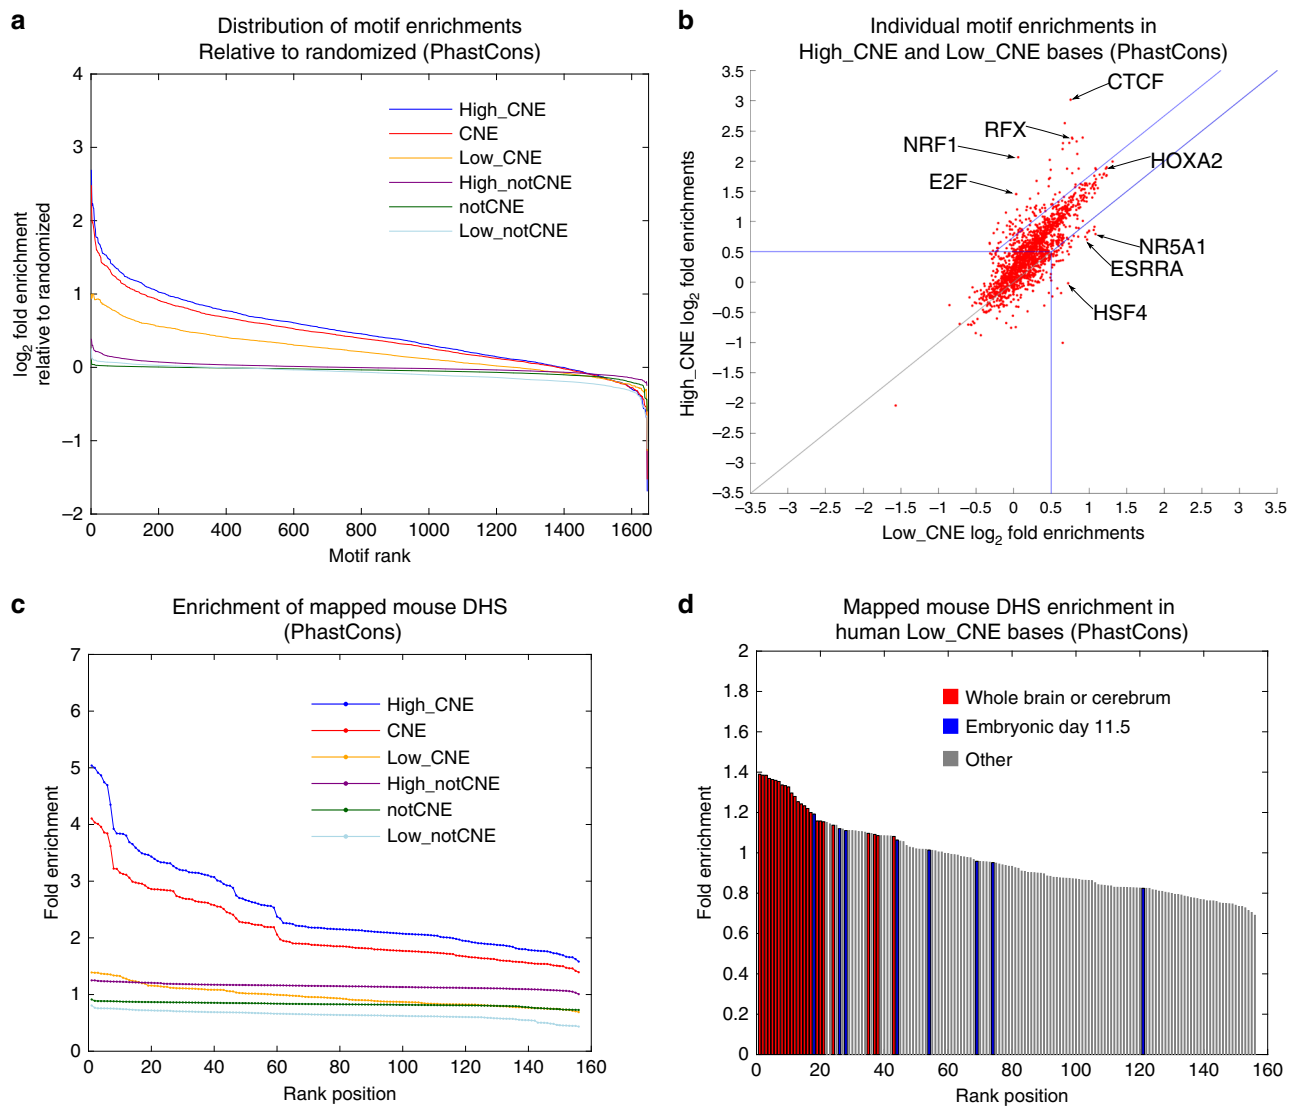 a
Distribution of motif enrichments
Relative to randomized (PhastCons)
4
3
2
1
0
−1
−2
log2 fold enrichment
relative to randomized
High_CNE
CNE
Low_CNE
High_notCNE
notCNE
Low_notCNE
0 200 400 600 800 1000 1200 1400 1600
Motif rank
b
Individual motif enrichments in
High_CNE and Low_CNE bases (PhastCons)
3.5
3
2.5
2
1.5
1
0.5
0
−0.5
−1
−1.5
−2
−2.5
−3
−3.5
High_CNE log2 fold enrichments
CTCF
RFX
NRF1
HOXA2
E2F
NR5A1
ESRRA
HSF4
−3.5 −2.5 −2 −1.5 −1 −0.5 0 0.5 1 1.5 2 2.5 3 3.5
Low_CNE log2 fold enrichments
c
Enrichment of mapped mouse DHS
(PhastCons)
7
6
5
4
3
2
1
0
Fold enrichment
High_CNE
CNE
Low_CNE
High_notCNE
notCNE
Low_notCNE
0 20 40 60 80 100 120 140 160
Rank position
d
Mapped mouse DHS enrichment in
human Low_CNE bases (PhastCons)
2
1.8
1.6
1.4
1.2
1
0.8
0.6
0.4
0.2
0
Fold enrichment
Whole brain or cerebrum
Embryonic day 11.5
Other
0 20 40 60 80 100 120 140 160
Rank position